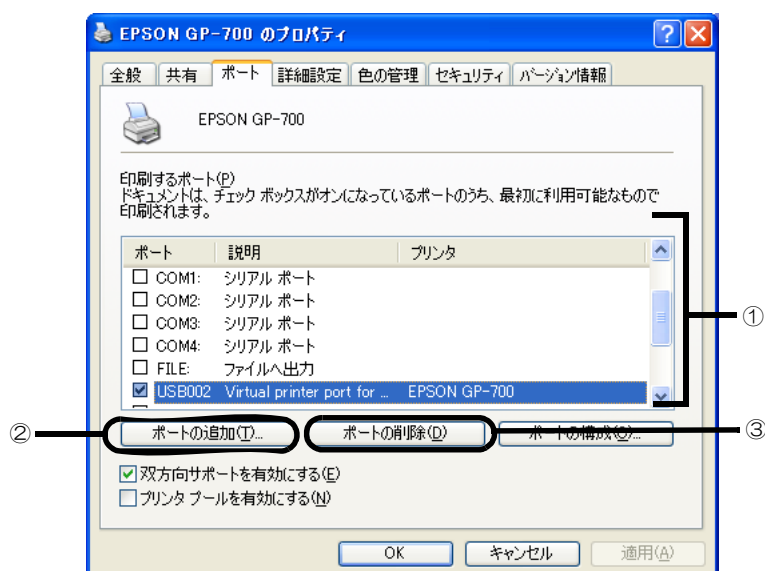 EPSON GP-700 のプロパティ
全般 共有 ポート 詳細設定 色の管理 セキュリティ バージョン情報
EPSON GP-700
印刷するポート(P)
ドキュメントは、チェック ボックスがオンになっているポートのうち、最初に利用可能なもので
印刷されます。
ポート 説明 プリンタ
COM1: シリアル ポート
COM2: シリアル ポート
COM3: シリアル ポート
COM4: シリアル ポート
FILE: ファイルへ出力
USB002 Virtual printer port for ... EPSON GP-700
①
② ポートの追加(T)... ポートの削除(D) ポートの構成(O)... ③
双方向サポートを有効にする(E)
プリンタ プールを有効にする(N)
OK キャンセル 適用(A)